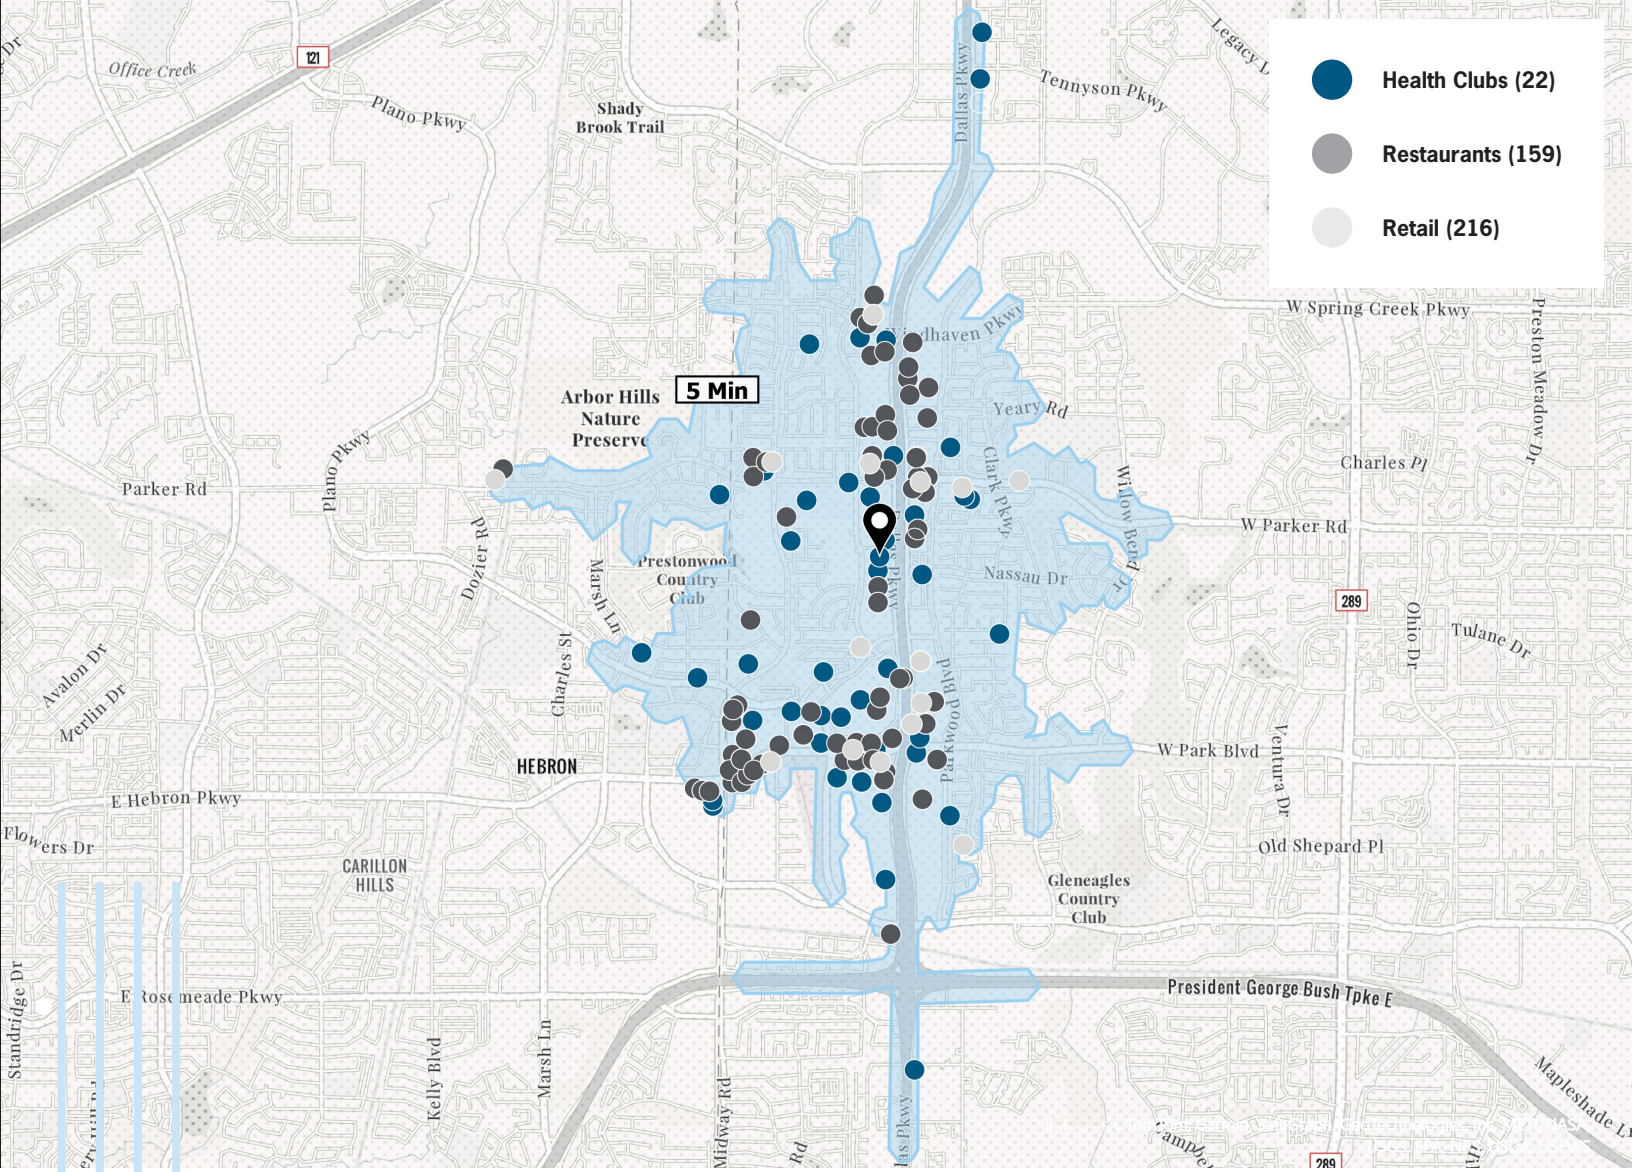 Health Clubs (22)
Restaurants (159)
Retail (216)
Legacy
Office Creek
121
Plano Pkwy
Shady
Brook Trail
Dallas Pkwy
Tennyson Pkwy
W Spring Creek Pkwy
Preston Meadow Dr
Pkwy
5 Min
Arbor Hills
Nature
Preserve
Yeary Rd
Plano Pkwy
Parker Rd
Clark Pkwy
Charles Pl
Willow Bend Dr
W Parker Rd
Dozier Rd
Marsh Ln
Prestonwood
Country
Club
Pkwy
Nassau Dr
289
Ohio Dr
Tulane Dr
Avalon Dr
Merlin Dr
Charles St
Parkwood Blvd
W Park Blvd
Ventura Dr
HEBRON
E Hebron Pkwy
Flowers Dr
CARILLON
HILLS
Old Shepard Pl
Gleneagles
Country
Club
Standridge Dr
E Rosemeade Pkwy
President George Bush Tpke E
Kelly Blvd
Marsh Ln
Midway Rd
Rd
Pkwy
Mapleshade
289